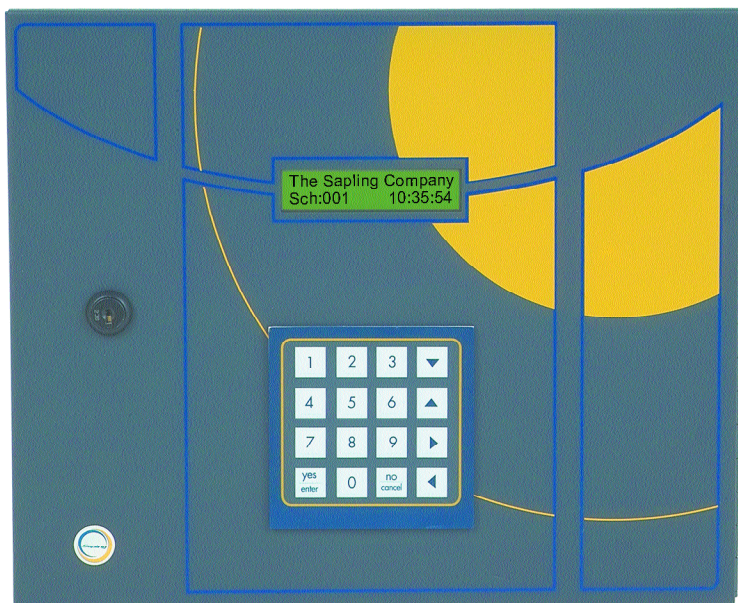 The Sapling Company
Sch:001 10:35:54
1 2 3
4 5 6
7 8 9
yes
enter
0
no
cancel